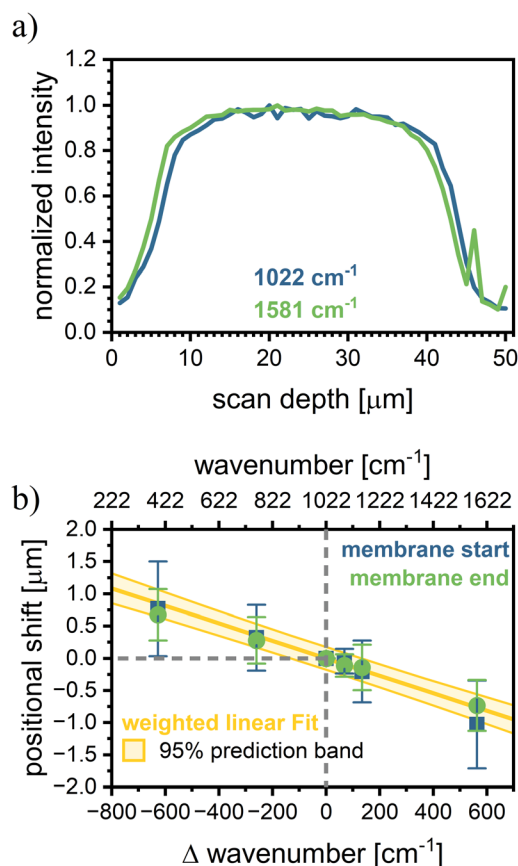 a)
1.0
0.8
0.6
0.4
0.2
0.0
normalized intensity
1022 cm⁻¹
1581 cm⁻¹
0 10 20 30 40 50
scan depth [μm]
wavenumber [cm⁻¹]
b)
222 422 622 822 1022 1222 1422 1622
2.0
1.5
1.0
0.5
0.0
−0.5
−1.0
−1.5
−2.0
positional shift [μm]
membrane start
membrane end
weighted linear Fit
95% prediction band
−800 −600 −400 −200 0 200 400 600
Δ wavenumber [cm⁻¹]